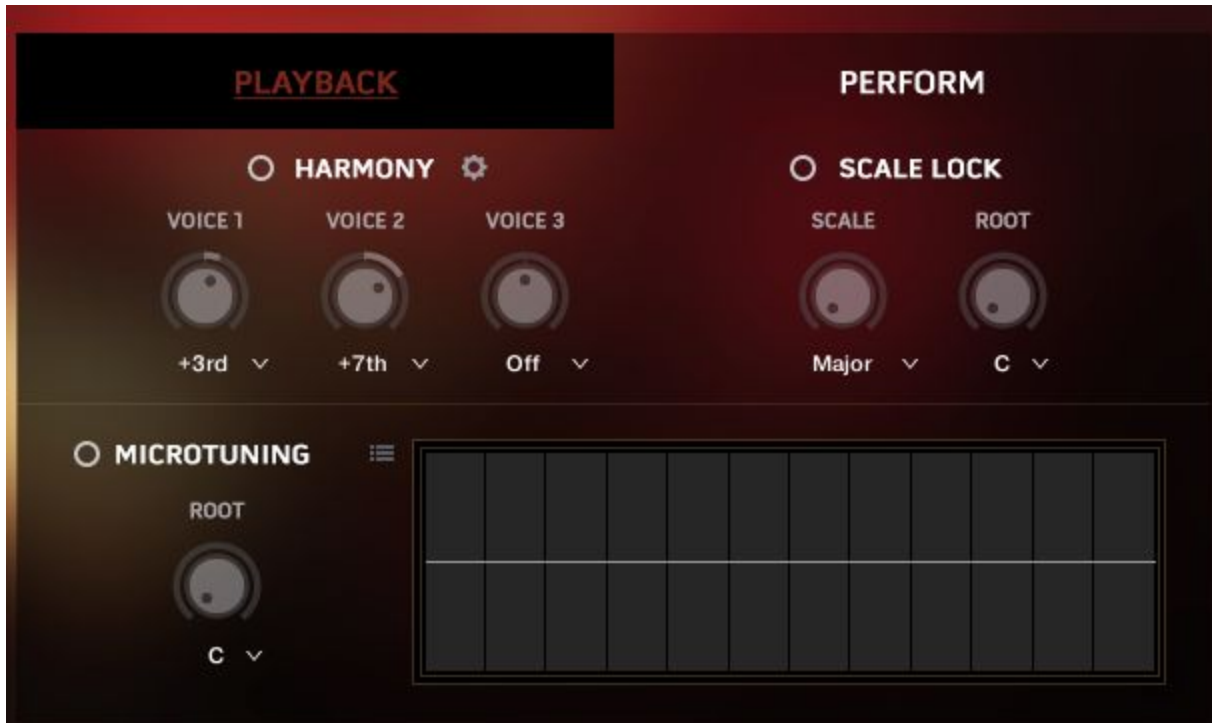 PLAYBACK PERFORM
HARMONY SCALE LOCK
VOICE 1 VOICE 2 VOICE 3 SCALE ROOT
+3rd +7th Off Major C
MICROTUNING
ROOT
C